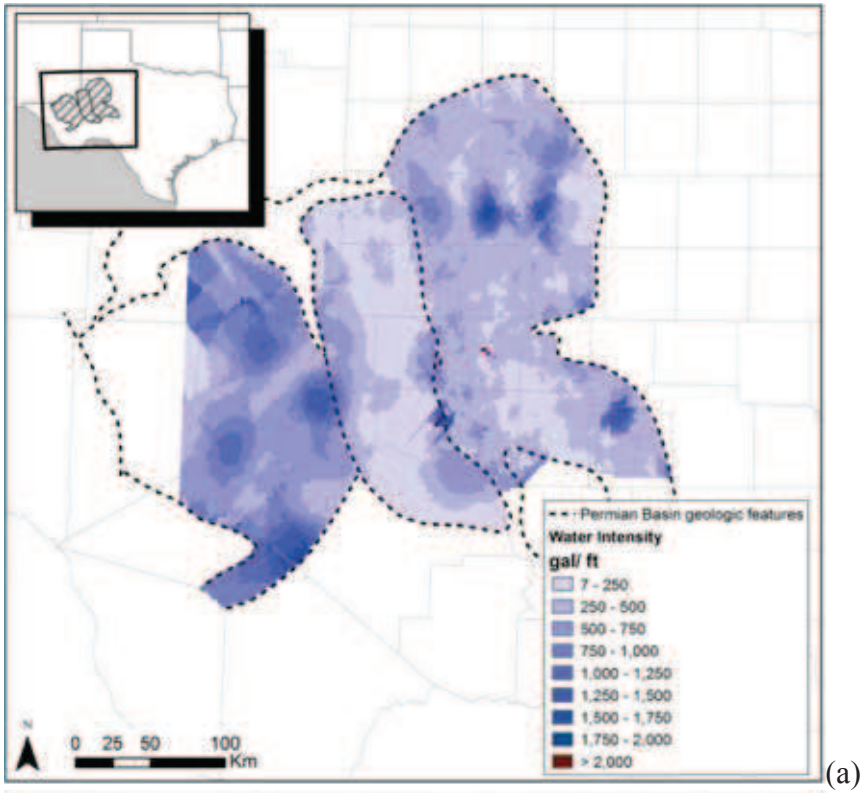 Permian Basin geologic features
Water Intensity
gal/ ft
7 - 250
250 - 500
500 - 750
750 - 1,000
1,000 - 1,250
1,250 - 1,500
1,500 - 1,750
1,750 - 2,000
> 2,000
N
0 25 50 100
Km
(a)